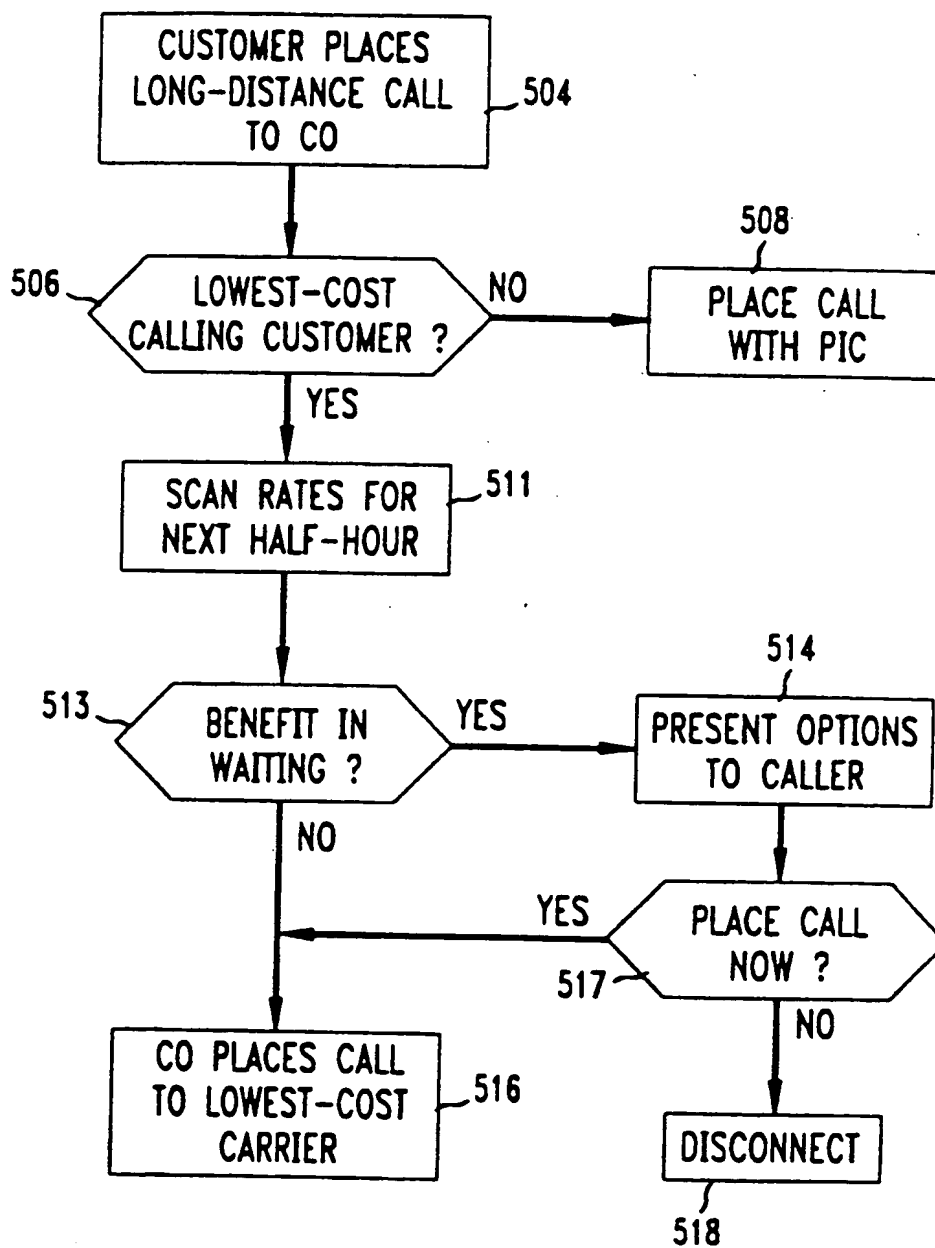 CUSTOMER PLACES
LONG-DISTANCE CALL
TO CO
504
506
LOWEST-COST
CALLING CUSTOMER ?
NO
508
PLACE CALL
WITH PIC
YES
SCAN RATES FOR
NEXT HALF-HOUR
511
513
BENEFIT IN
WAITING ?
YES
514
PRESENT OPTIONS
TO CALLER
NO
YES
PLACE CALL
NOW ?
517
NO
CO PLACES CALL
TO LOWEST-COST
CARRIER
516
DISCONNECT
518